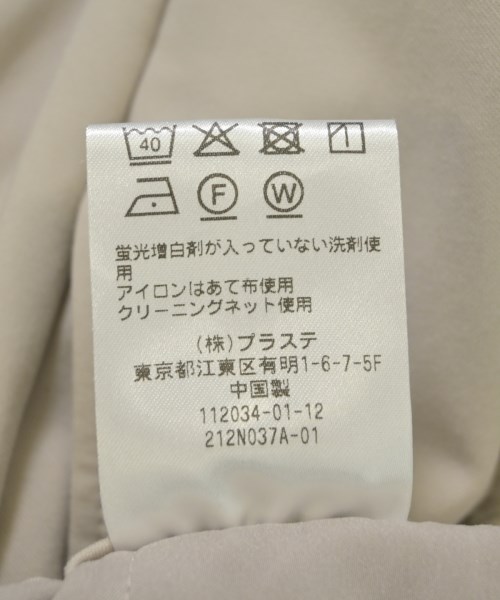 40
F W
蛍光増白剤が入っていない洗剤使
用
アイロンはあて布使用
クリーニングネット使用
(株)プラステ
東京都江東区有明1-6-7-5F
中国製
112034-01-12
212N037A-01